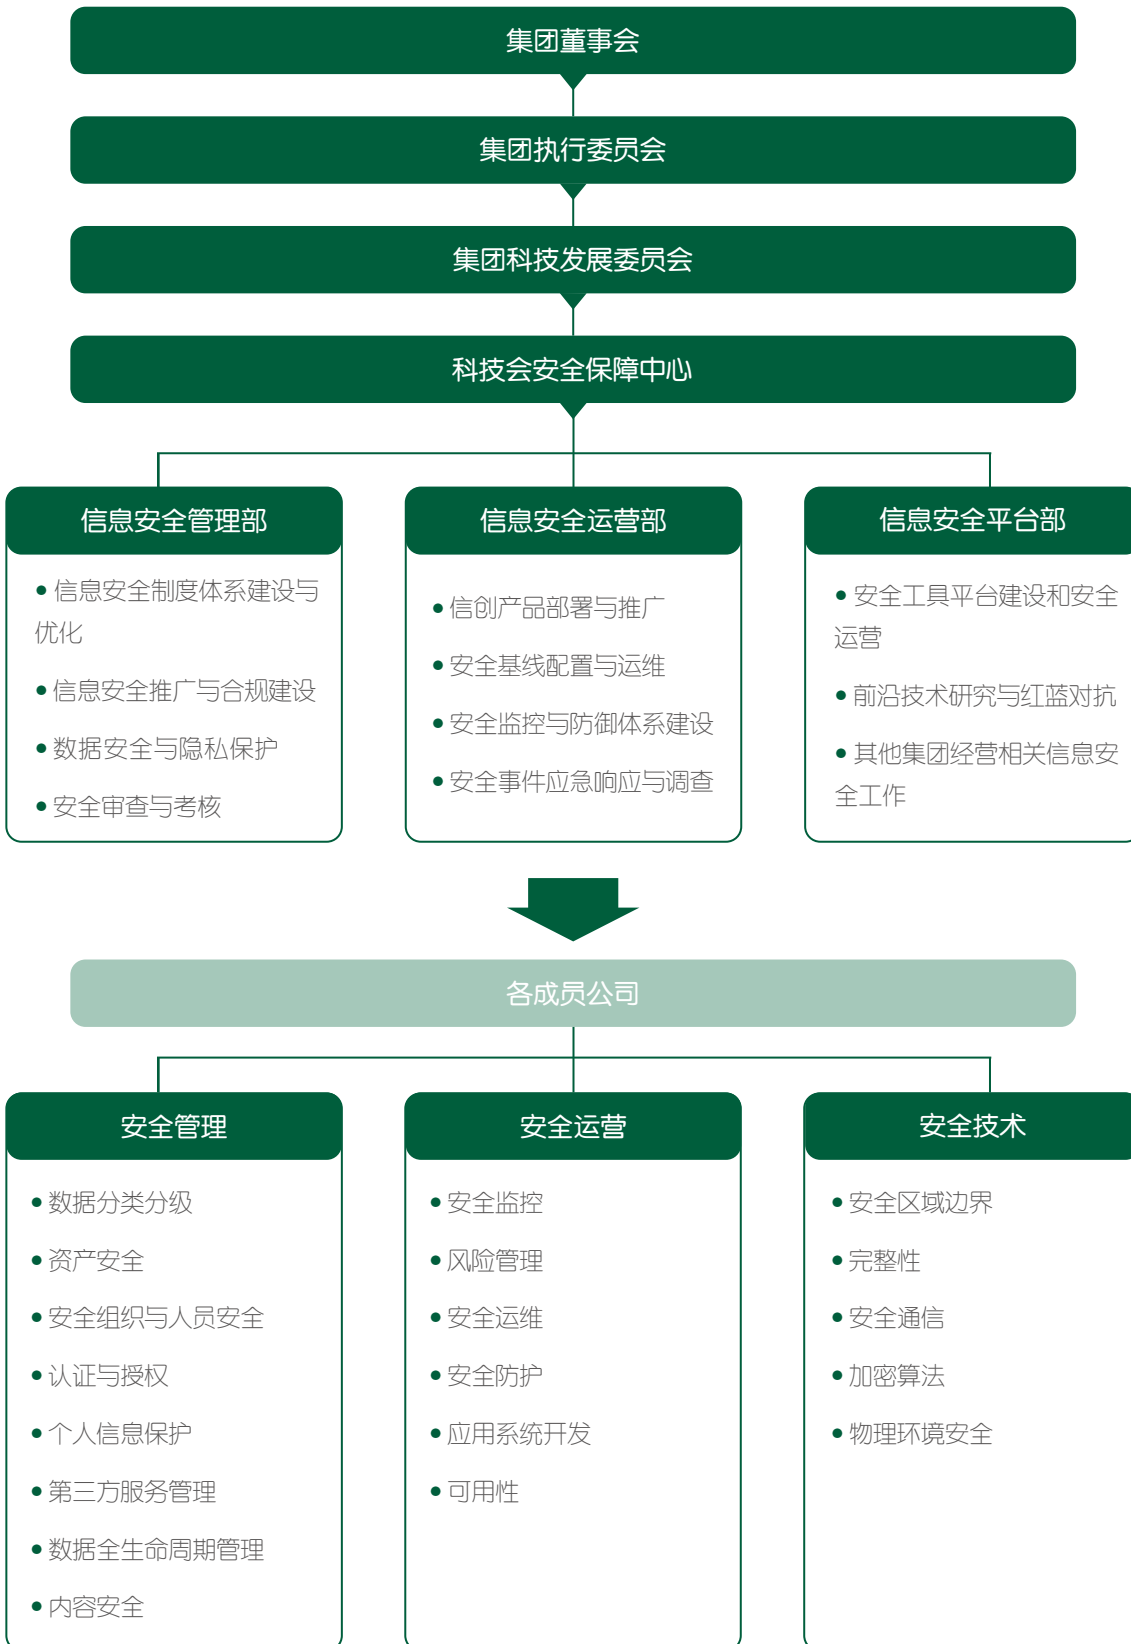 集团董事会
集团执行委员会
集团科技发展委员会
科技会安全保障中心
信息安全管理部
• 信息安全制度体系建设与
优化
• 信息安全推广与合规建设
• 数据安全与隐私保护
• 安全审查与考核
信息安全运营部
• 信创产品部署与推广
• 安全基线配置与运维
• 安全监控与防御体系建设
• 安全事件应急响应与调查
信息安全平台部
• 安全工具平台建设和安全
运营
• 前沿技术研究与红蓝对抗
• 其他集团经营相关信息安
全工作
各成员公司
安全管理
• 数据分类分级
• 资产安全
• 安全组织与人员安全
• 认证与授权
• 个人信息保护
• 第三方服务管理
• 数据全生命周期管理
• 内容安全
安全运营
• 安全监控
• 风险管理
• 安全运维
• 安全防护
• 应用系统开发
• 可用性
安全技术
• 安全区域边界
• 完整性
• 安全通信
• 加密算法
• 物理环境安全